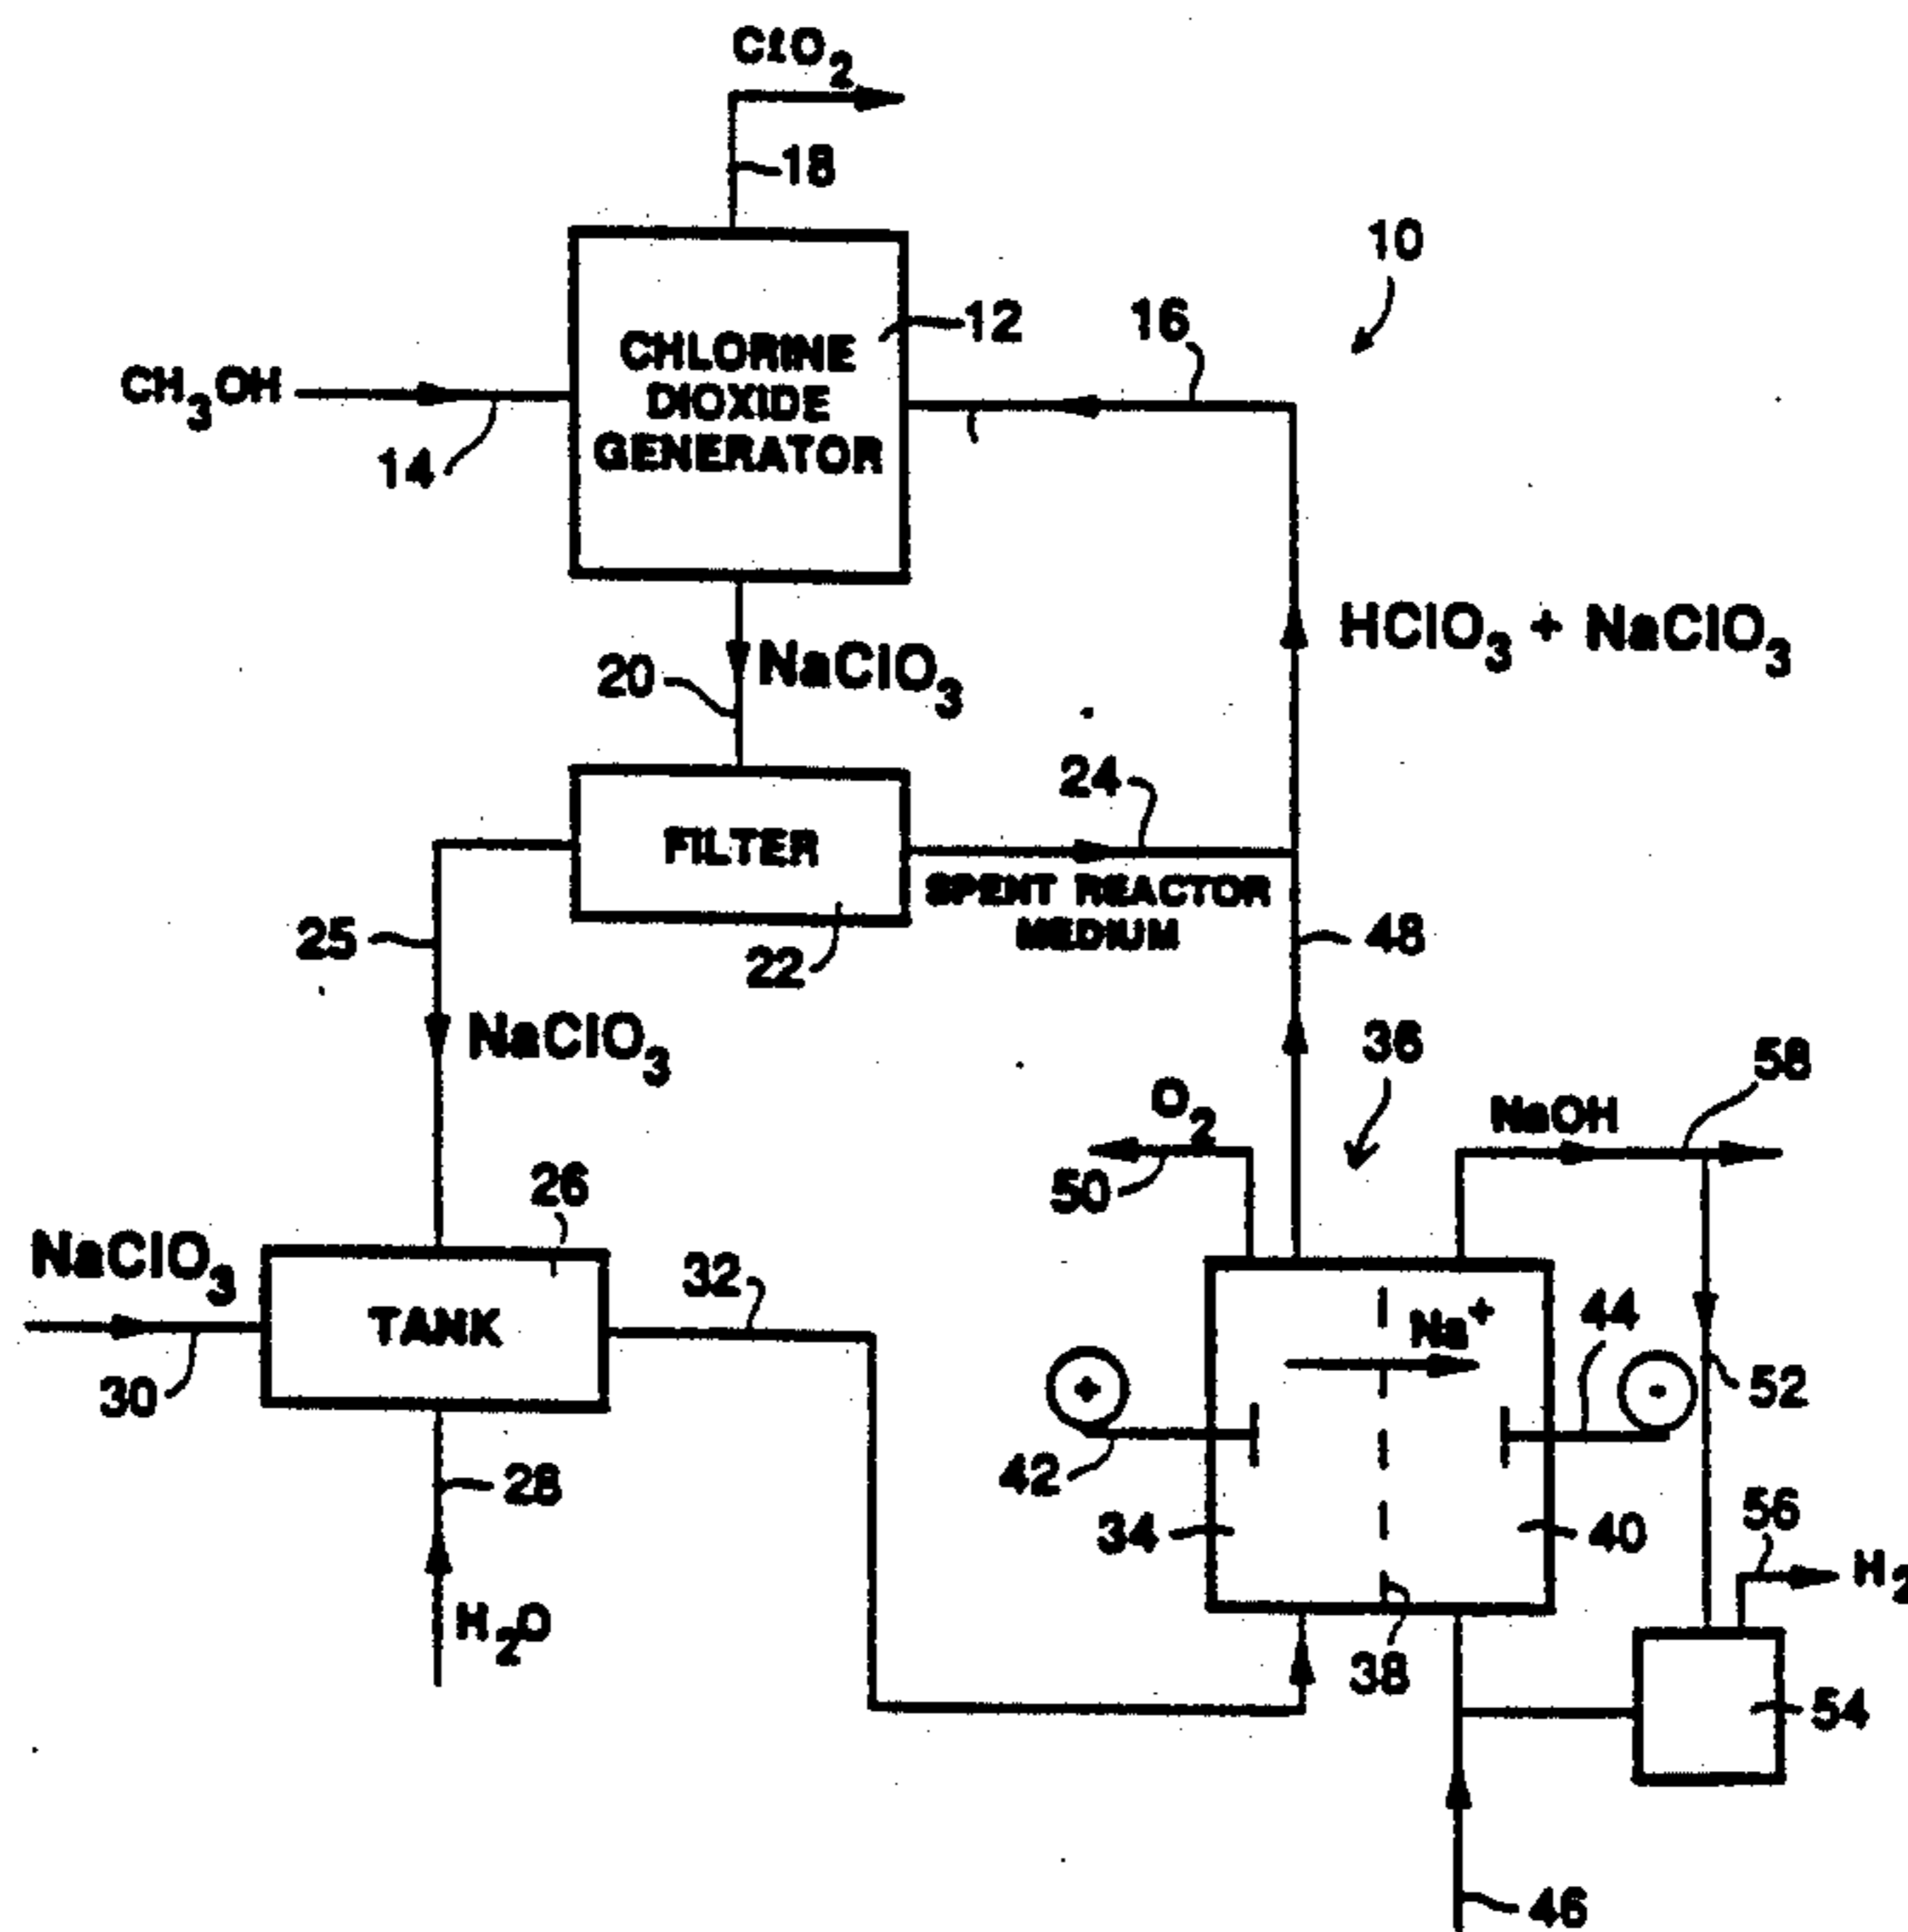 CℓO₂
18
10
12
16
CH₃OH
CHLORINE
DIOXIDE
GENERATOR
14
HClO₃ + NaClO₃
20
NaClO₃
24
FILTER
SPENT REACTOR
MEDIUM
25
22
48
NaClO₃
36
58
O₂
NaOH
50
26
NaClO₃
32
TANK
Na⁺
44
30
+
52
28
42
56
34
40
H₂
H₂O
38
54
46